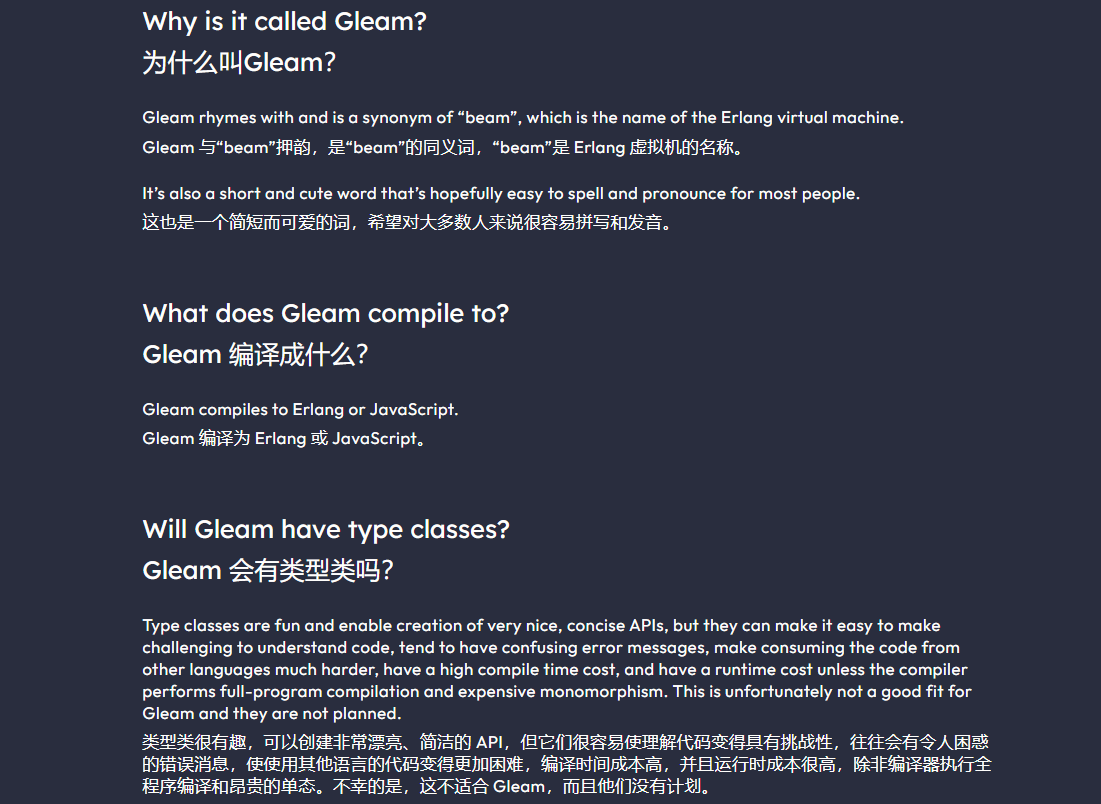 Why is it called Gleam?
为什么叫Gleam?
Gleam rhymes with and is a synonym of “beam”, which is the name of the Erlang virtual machine.
Gleam 与“beam”押韵，是“beam”的同义词，“beam”是 Erlang 虚拟机的名称。
It’s also a short and cute word that’s hopefully easy to spell and pronounce for most people.
这也是一个简短而可爱的词，希望对大多数人来说很容易拼写和发音。
What does Gleam compile to?
Gleam 编译成什么?
Gleam compiles to Erlang or JavaScript.
Gleam 编译为 Erlang 或 JavaScript。
Will Gleam have type classes?
Gleam 会有类型类吗?
Type classes are fun and enable creation of very nice, concise APIs, but they can make it easy to make
challenging to understand code, tend to have confusing error messages, make consuming the code from
other languages much harder, have a high compile time cost, and have a runtime cost unless the compiler
performs full-program compilation and expensive monomorphism. This is unfortunately not a good fit for
Gleam and they are not planned.
类型类很有趣，可以创建非常漂亮、简洁的 API，但它们很容易使理解代码变得具有挑战性，往往会有令人困惑
的错误消息，使使用其他语言的代码变得更加困难，编译时间成本高，并且运行时成本很高，除非编译器执行全
程序编译和昂贵的单态。不幸的是，这不适合 Gleam，而且他们没有计划。